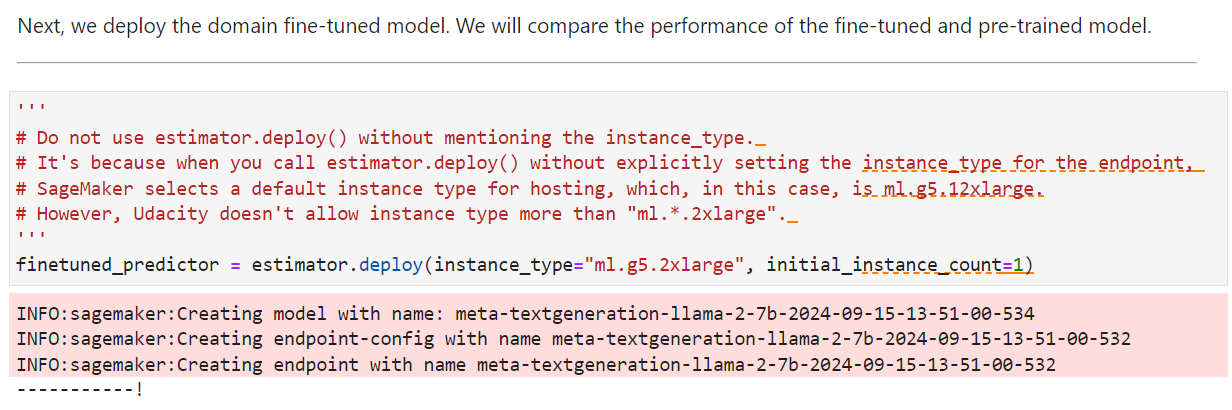 Next, we deploy the domain fine-tuned model. We will compare the performance of the fine-tuned and pre-trained model.
'''
# Do not use estimator.deploy() without mentioning the instance_type.
# It's because when you call estimator.deploy() without explicitly setting the instance_type for the endpoint,
# SageMaker selects a default instance type for hosting, which, in this case, is ml.g5.12xlarge.
# However, Udacity doesn't allow instance type more than "ml.*.2xlarge".
'''
finetuned_predictor = estimator.deploy(instance_type="ml.g5.2xlarge", initial_instance_count=1)
INFO:sagemaker:Creating model with name: meta-textgeneration-llama-2-7b-2024-09-15-13-51-00-534
INFO:sagemaker:Creating endpoint-config with name meta-textgeneration-llama-2-7b-2024-09-15-13-51-00-532
INFO:sagemaker:Creating endpoint with name meta-textgeneration-llama-2-7b-2024-09-15-13-51-00-532
-----------!